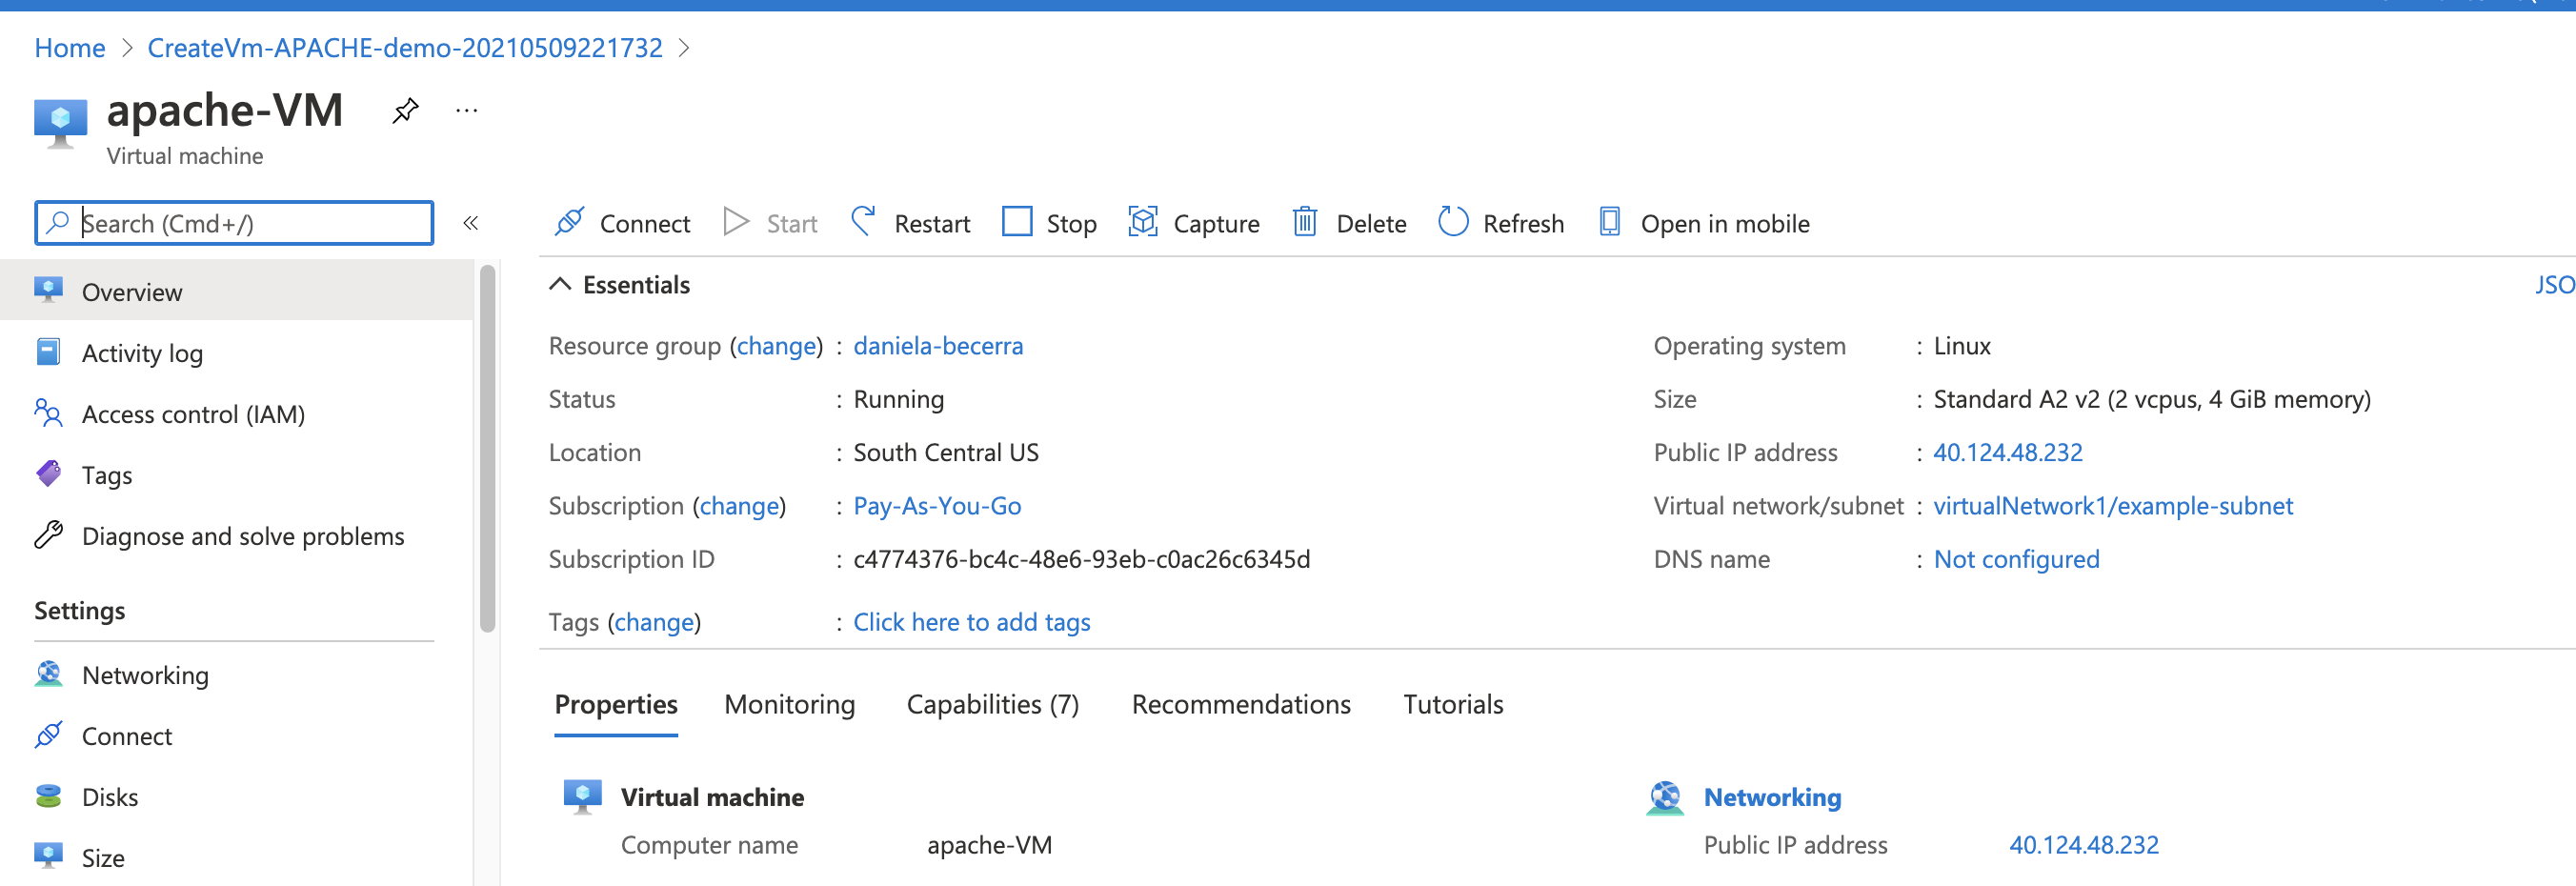 Home > CreateVm-APACHE-demo-20210509221732 >
apache-VM ...
Virtual machine
Search (Cmd+/) «
Connect Start Restart Stop Capture Delete Refresh Open in mobile
Overview
Activity log
Access control (IAM)
Tags
Diagnose and solve problems
Settings
Networking
Connect
Disks
Size
Essentials
JSO
Resource group (change) : daniela-becerra
Status : Running
Location : South Central US
Subscription (change) : Pay-As-You-Go
Subscription ID : c4774376-bc4c-48e6-93eb-c0ac26c6345d
Tags (change) : Click here to add tags
Operating system : Linux
Size : Standard A2 v2 (2 vcpus, 4 GiB memory)
Public IP address : 40.124.48.232
Virtual network/subnet : virtualNetwork1/example-subnet
DNS name : Not configured
Properties Monitoring Capabilities (7) Recommendations Tutorials
Virtual machine
Computer name apache-VM
Networking
Public IP address 40.124.48.232